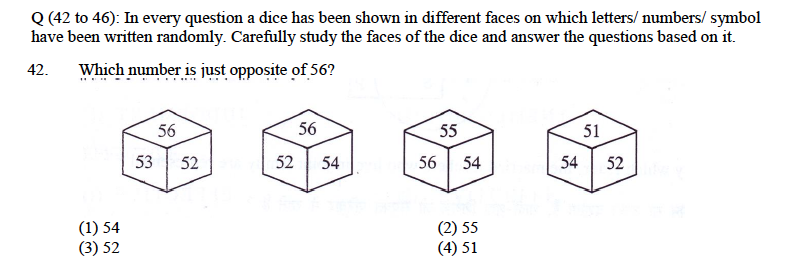 Q (42 to 46): In every question a dice has been shown in different faces on which letters/ numbers/ symbol
have been written randomly. Carefully study the faces of the dice and answer the questions based on it.
42. Which number is just opposite of 56?
56 56 55 51
53 52 52 54 56 54 54 52
(1) 54 (2) 55
(3) 52 (4) 51